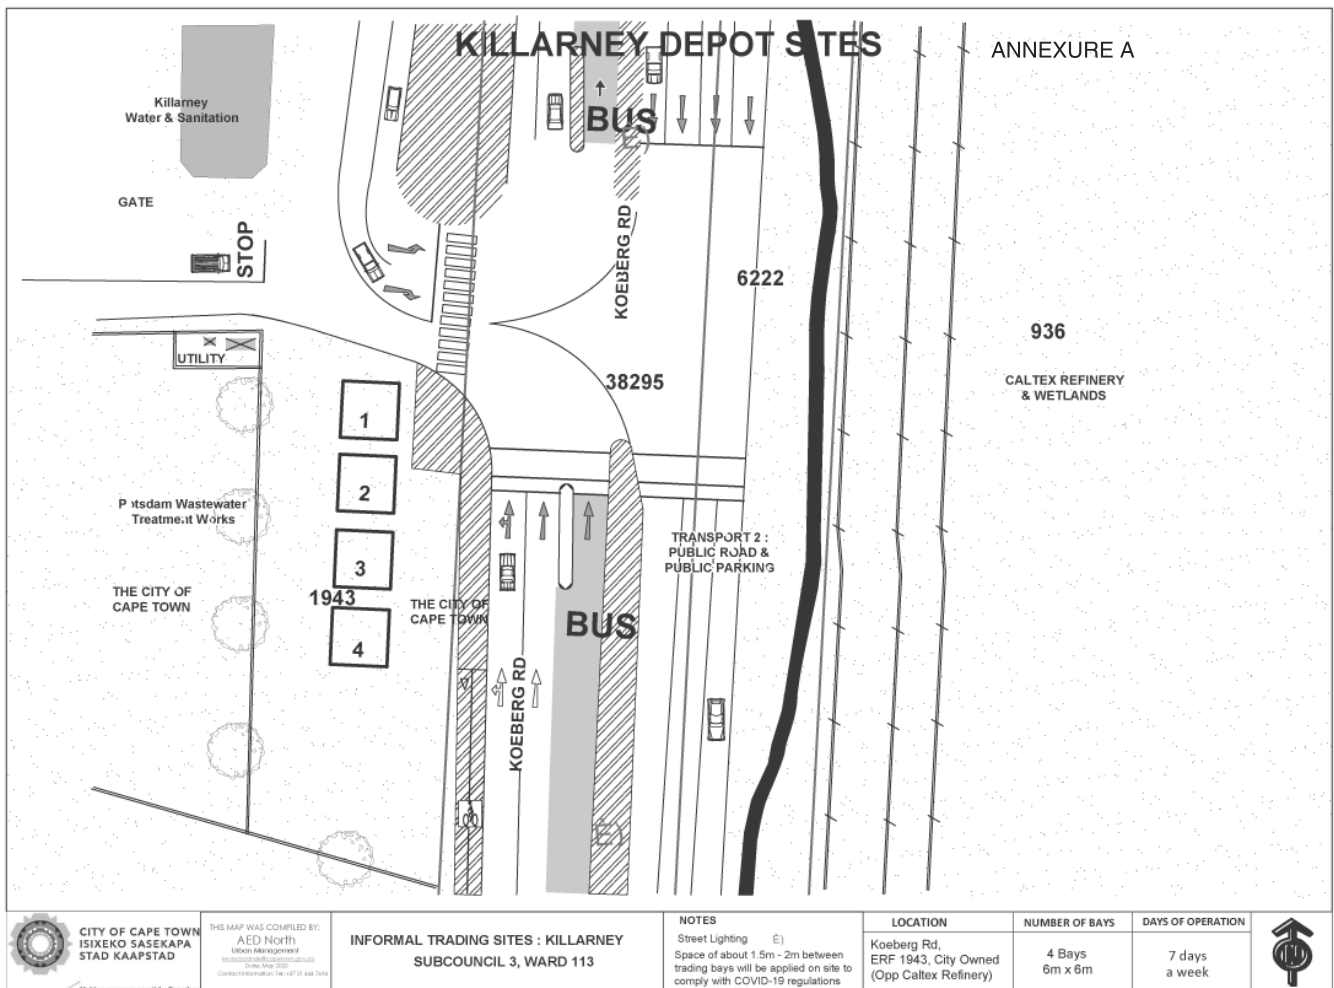 KILLARNEY DEPOT SITES
ANNEXURE A
Killarney
Water & Sanitation
BUS
E)
GATE
STOP
KOEBERG RD
6222
936
UTILITY
CALTEX REFINERY
& WETLANDS
38295
1
2
Potsdam Wastewater
Treatment Works
TRANSPORT 2 :
PUBLIC ROAD &
PUBLIC PARKING
3
THE CITY OF
CAPE TOWN
1943
THE CITY OF
CAPE TOWN
BUS
4
KOEBERG RD
E)
CITY OF CAPE TOWN
ISIXEKO SASEKAPA
STAD KAAPSTAD
THIS MAP WAS COMPILED BY:
AED North
Urban Management
Date: May 2020
INFORMAL TRADING SITES : KILLARNEY
SUBCOUNCIL 3, WARD 113
NOTES
Street Lighting E)
Space of about 1.5m - 2m between
trading bays will be applied on site to
comply with COVID-19 regulations
LOCATION
Koeberg Rd,
ERF 1943, City Owned
(Opp Caltex Refinery)
NUMBER OF BAYS
4 Bays
6m x 6m
DAYS OF OPERATION
7 days
a week